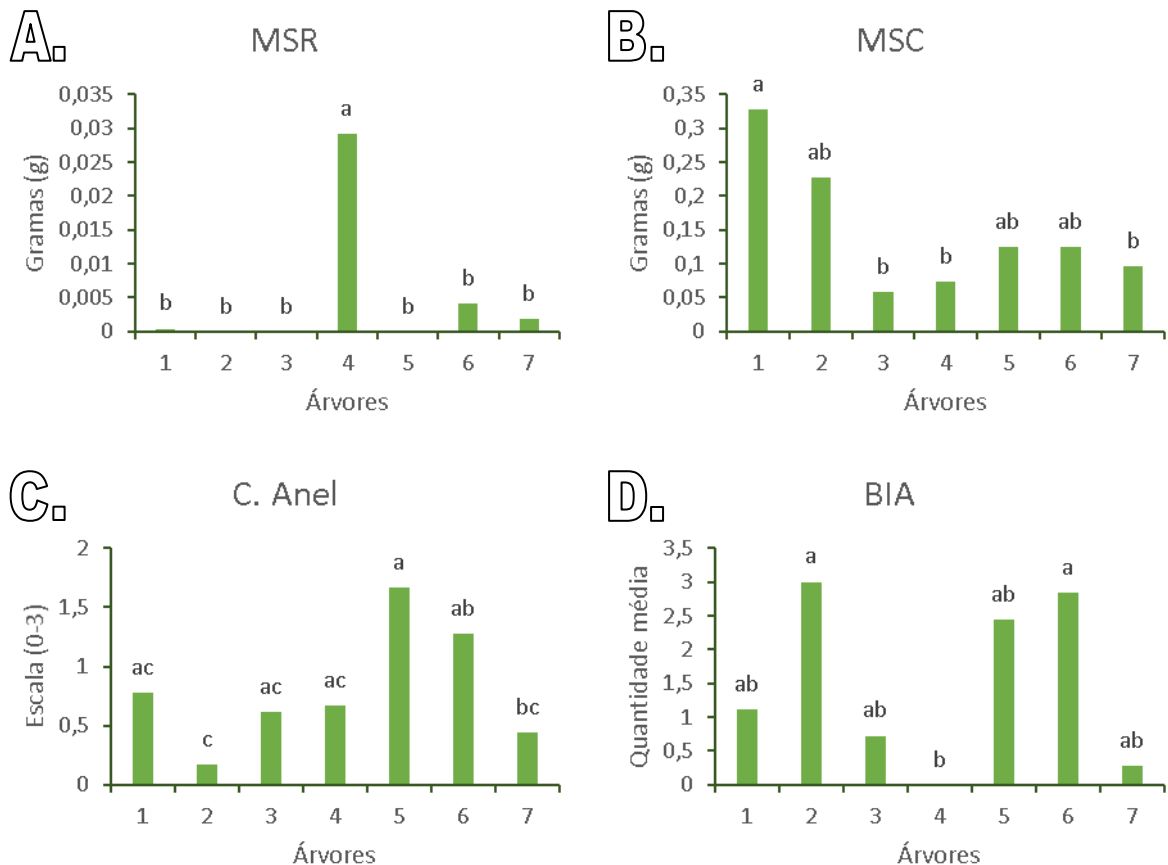 A.
MSR
Gramas (g)
0,035
0,03
0,025
0,02
0,015
0,01
0,005
0
b b b a b b b
1 2 3 4 5 6 7
Árvores
B.
MSC
Gramas (g)
0,35
0,3
0,25
0,2
0,15
0,1
0,05
0
a ab b b ab ab b
1 2 3 4 5 6 7
Árvores
C.
C. Anel
Escala (0-3)
2
1,5
1
0,5
0
ac c ac ac a ab bc
1 2 3 4 5 6 7
Árvores
D.
BIA
Quantidade média
3,5
3
2,5
2
1,5
1
0,5
0
ab a ab b ab a ab
1 2 3 4 5 6 7
Árvores